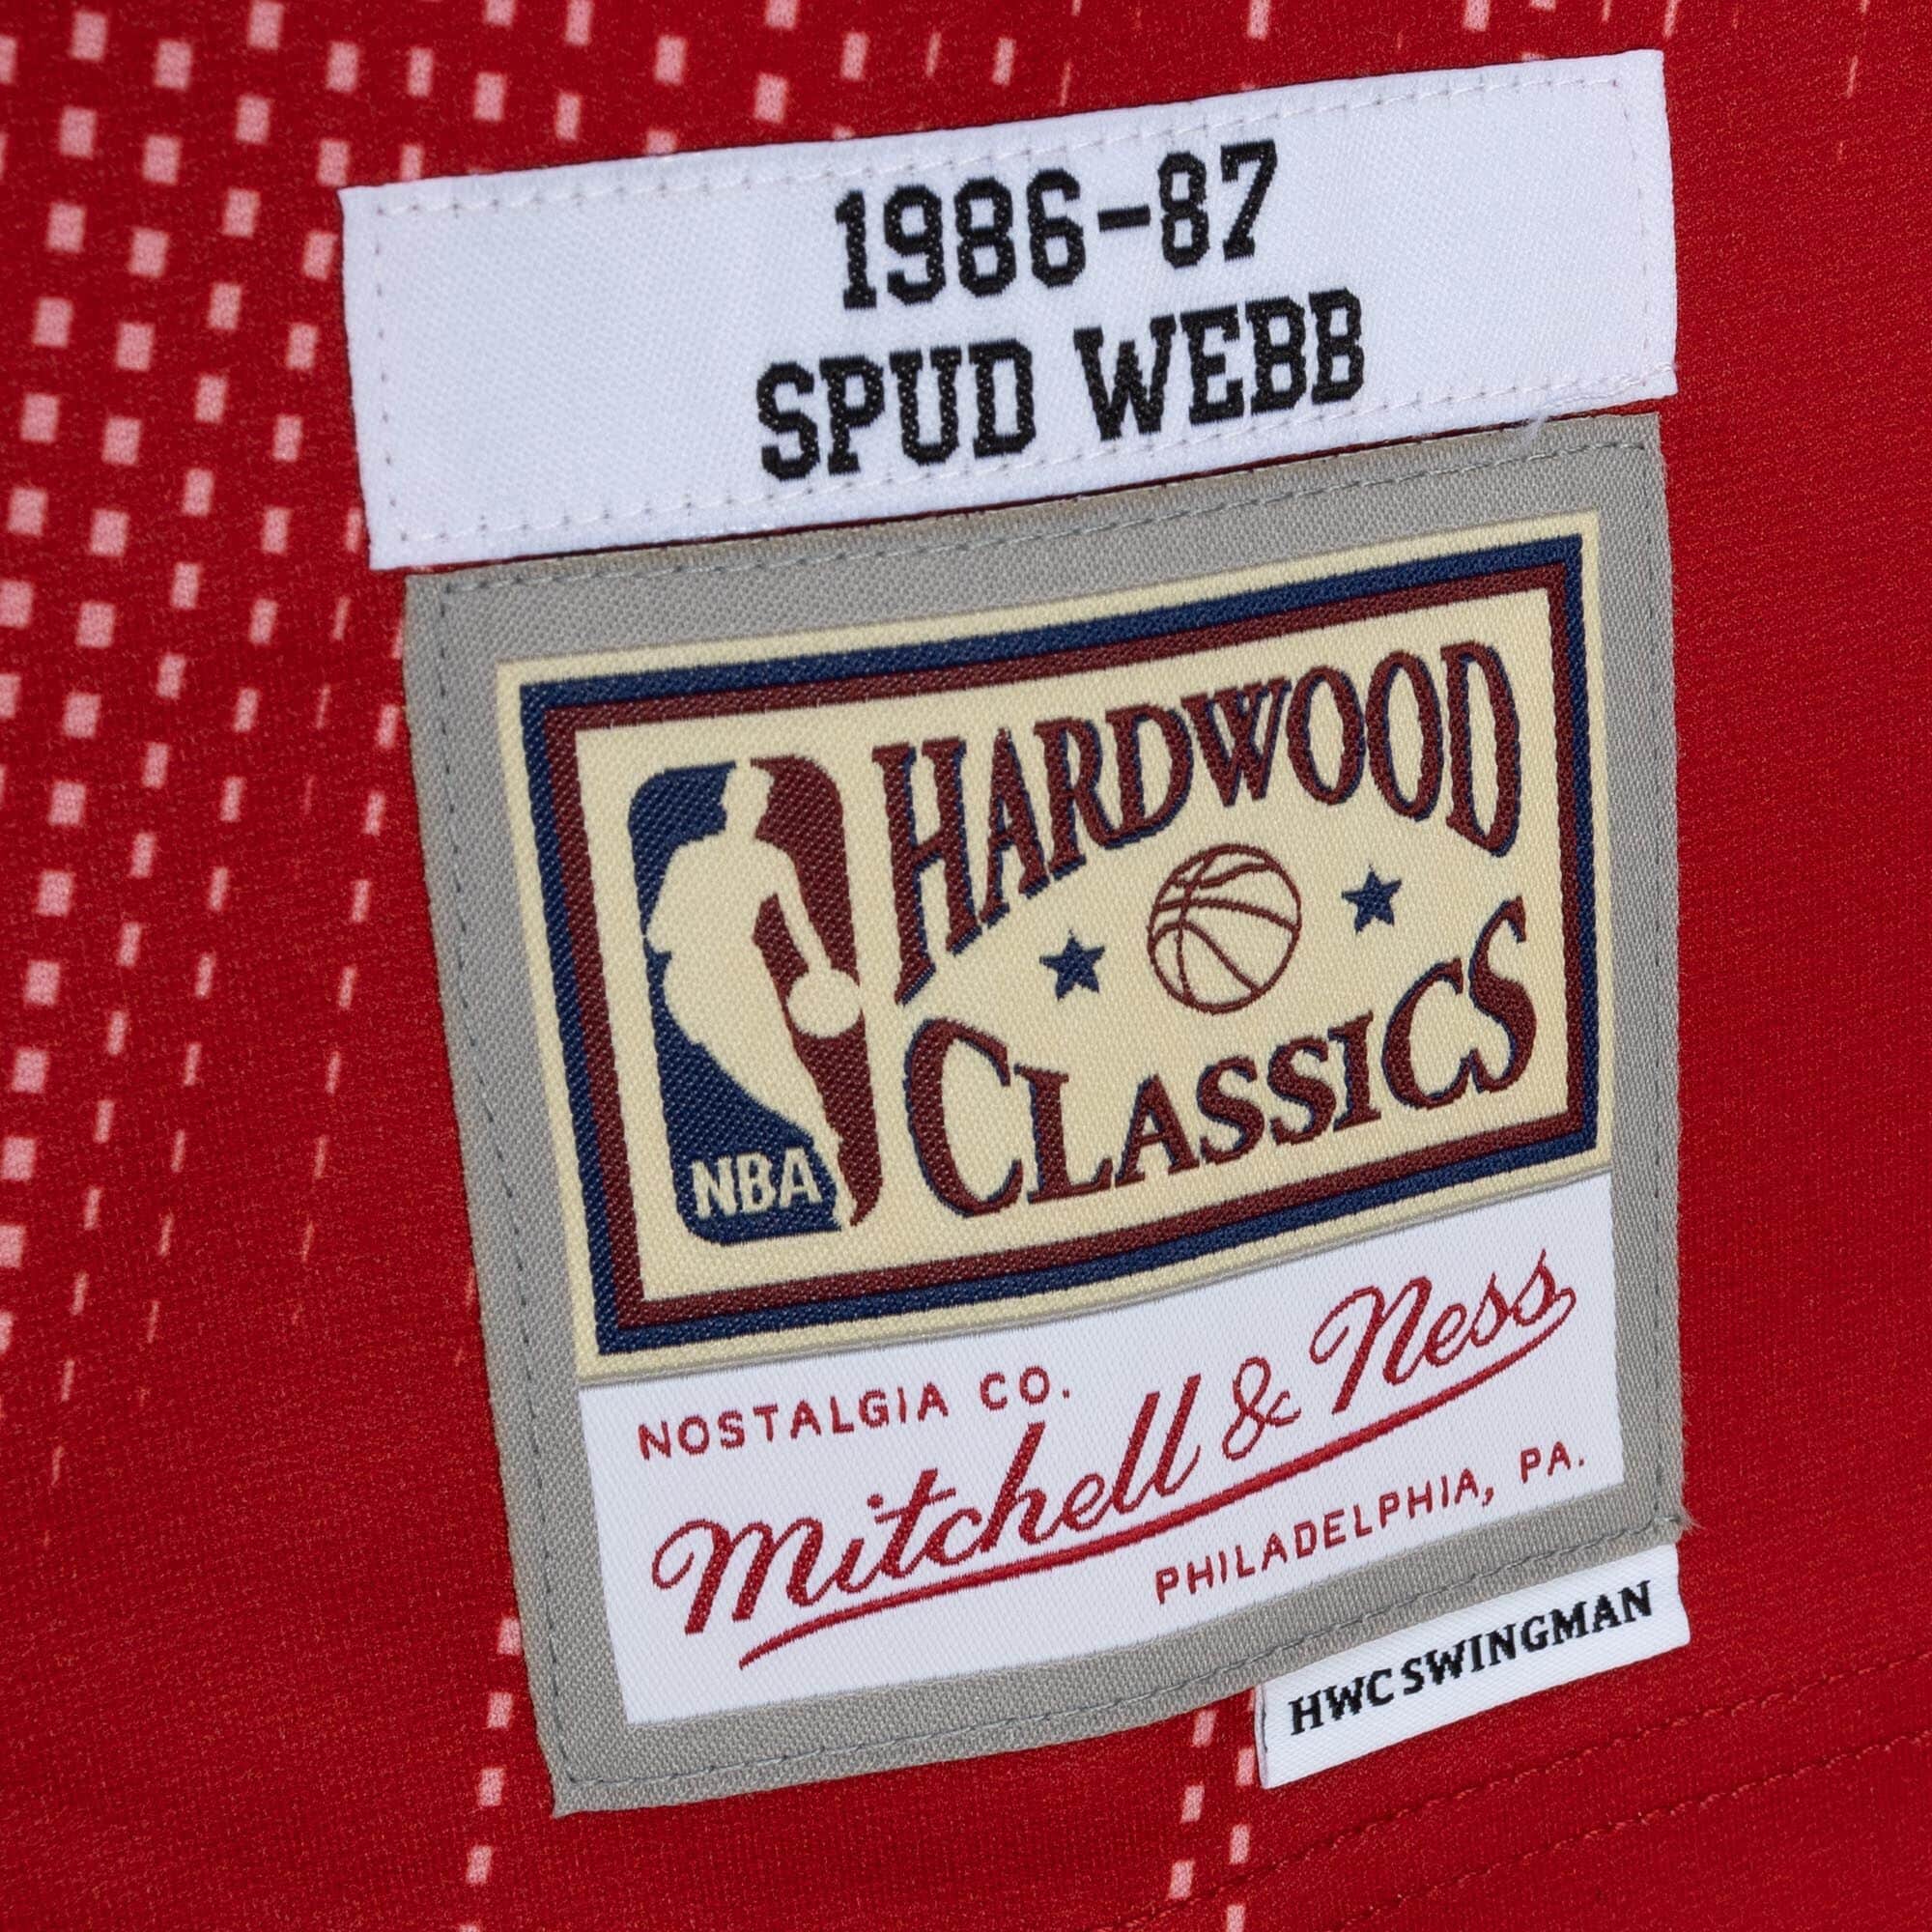 1986-87
SPUD WEBB
HARDWOOD
CLASSICS
NBA
NOSTALGIA CO.
Mitchell & Ness
PHILADELPHIA, PA.
HWC SWINGMAN